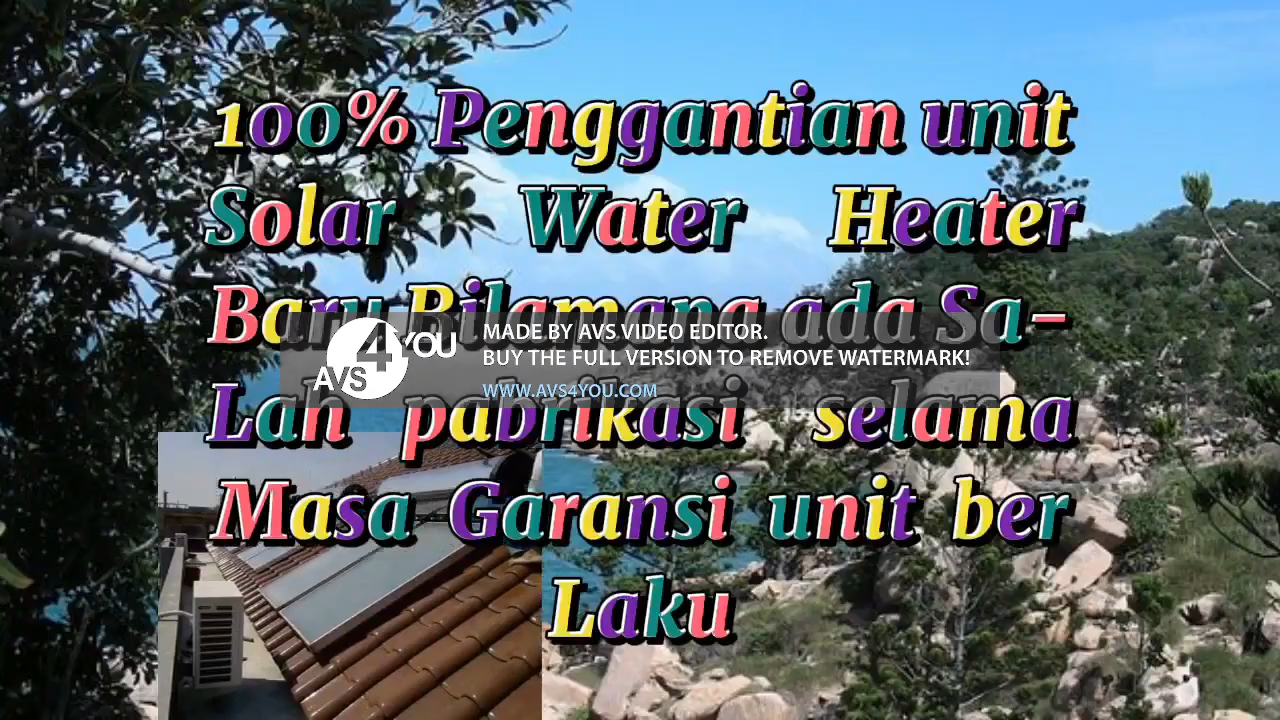 100% Penggantian unit
Solar Water Heater
Baru Bilamana ada Sa-
Lah pabrikasi selama
Masa Garansi unit ber
Laku
AVS4YOU
MADE BY AVS VIDEO EDITOR.
BUY THE FULL VERSION TO REMOVE WATERMARK!
WWW.AVS4YOU.COM